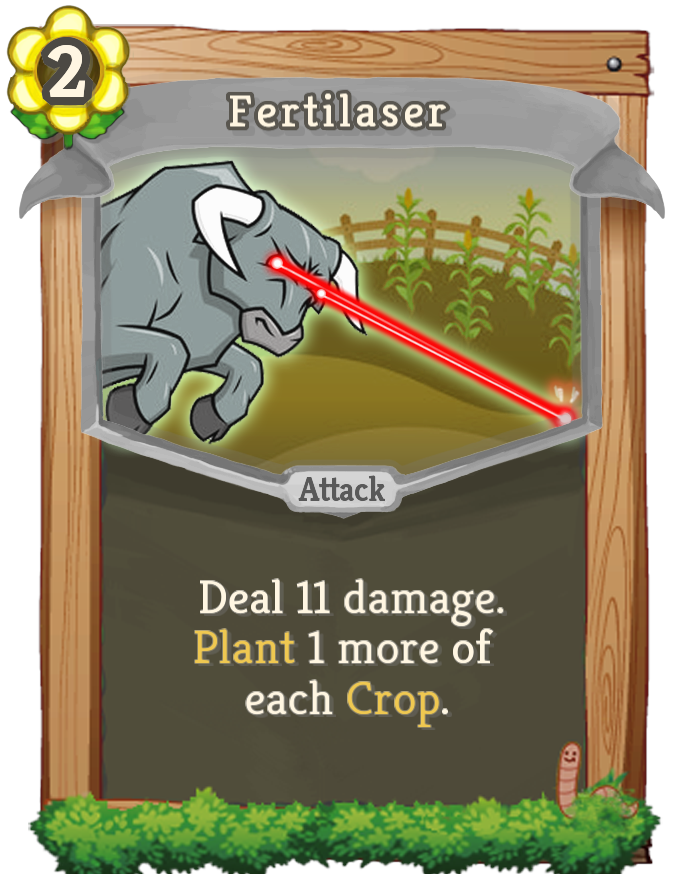 2
Fertilaser
Attack
Deal 11 damage.
Plant 1 more of
each Crop.